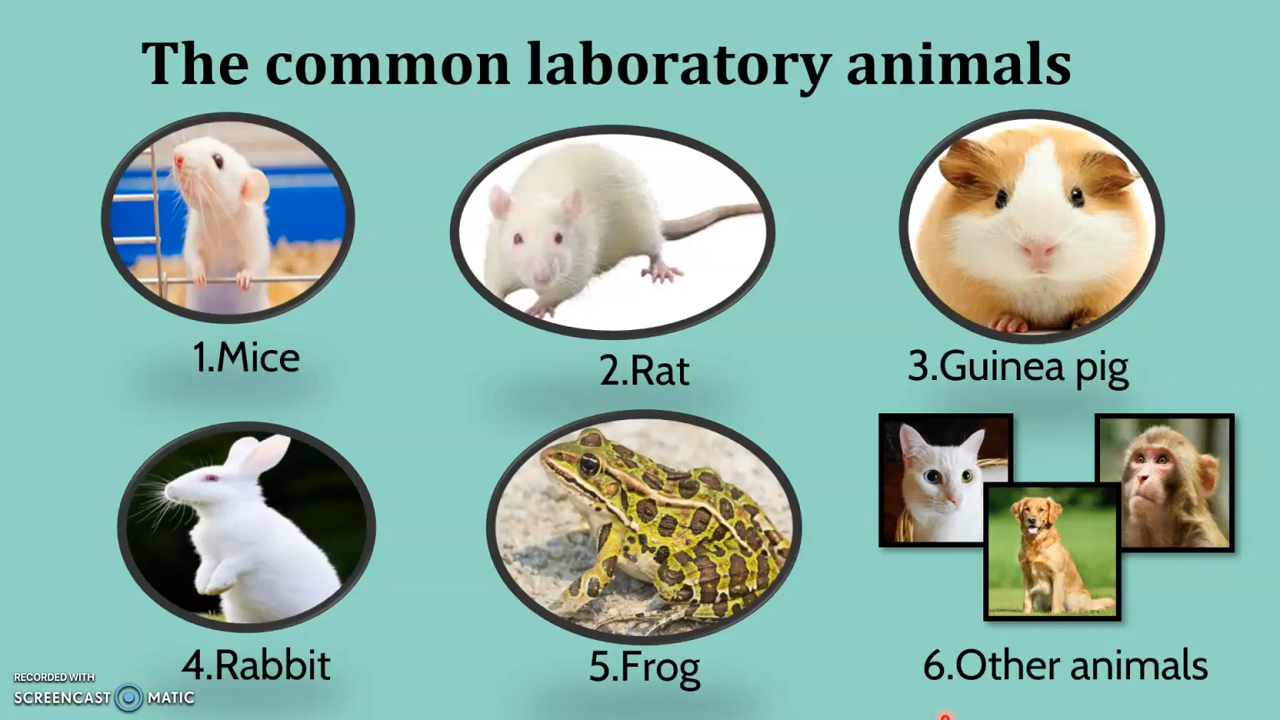 The common laboratory animals
1.Mice
2.Rat
3.Guinea pig
4.Rabbit
5.Frog
6.Other animals
RECORDED WITH
SCREENCAST MATIC